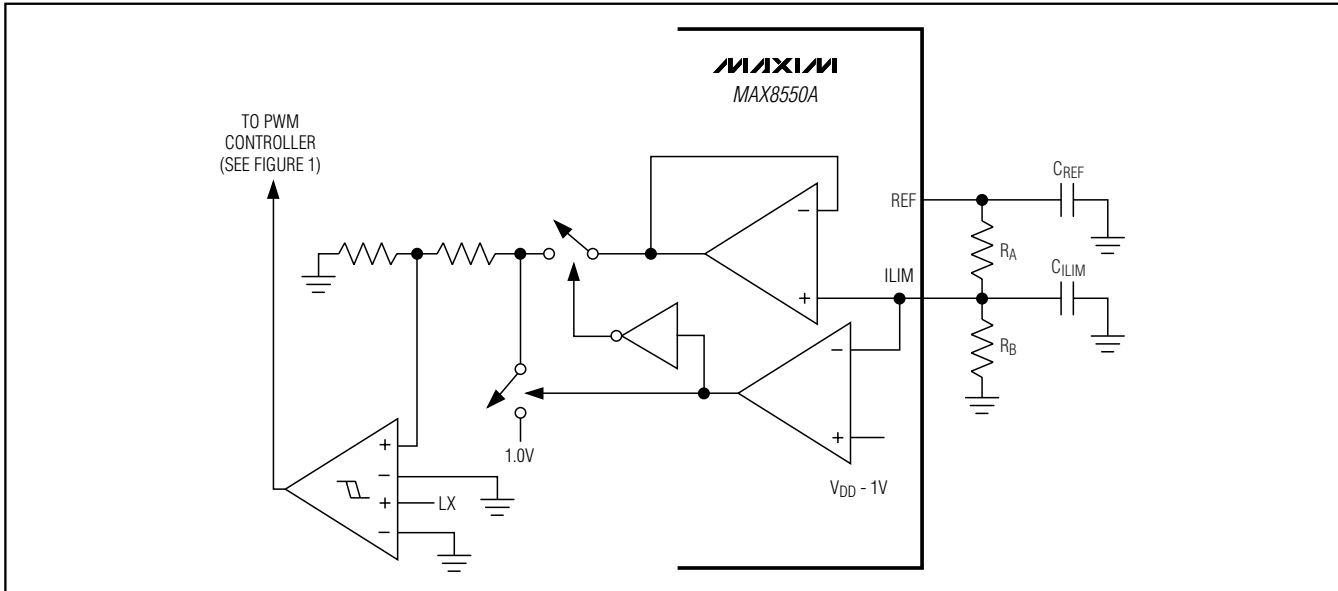 MAXIM
MAX8550A
TO PWM
CONTROLLER
(SEE FIGURE 1)
REF
CREF
RA
ILIM
CILIM
RB
−
+
−
+
1.0V
VDD - 1V
+
−
+
−
LX